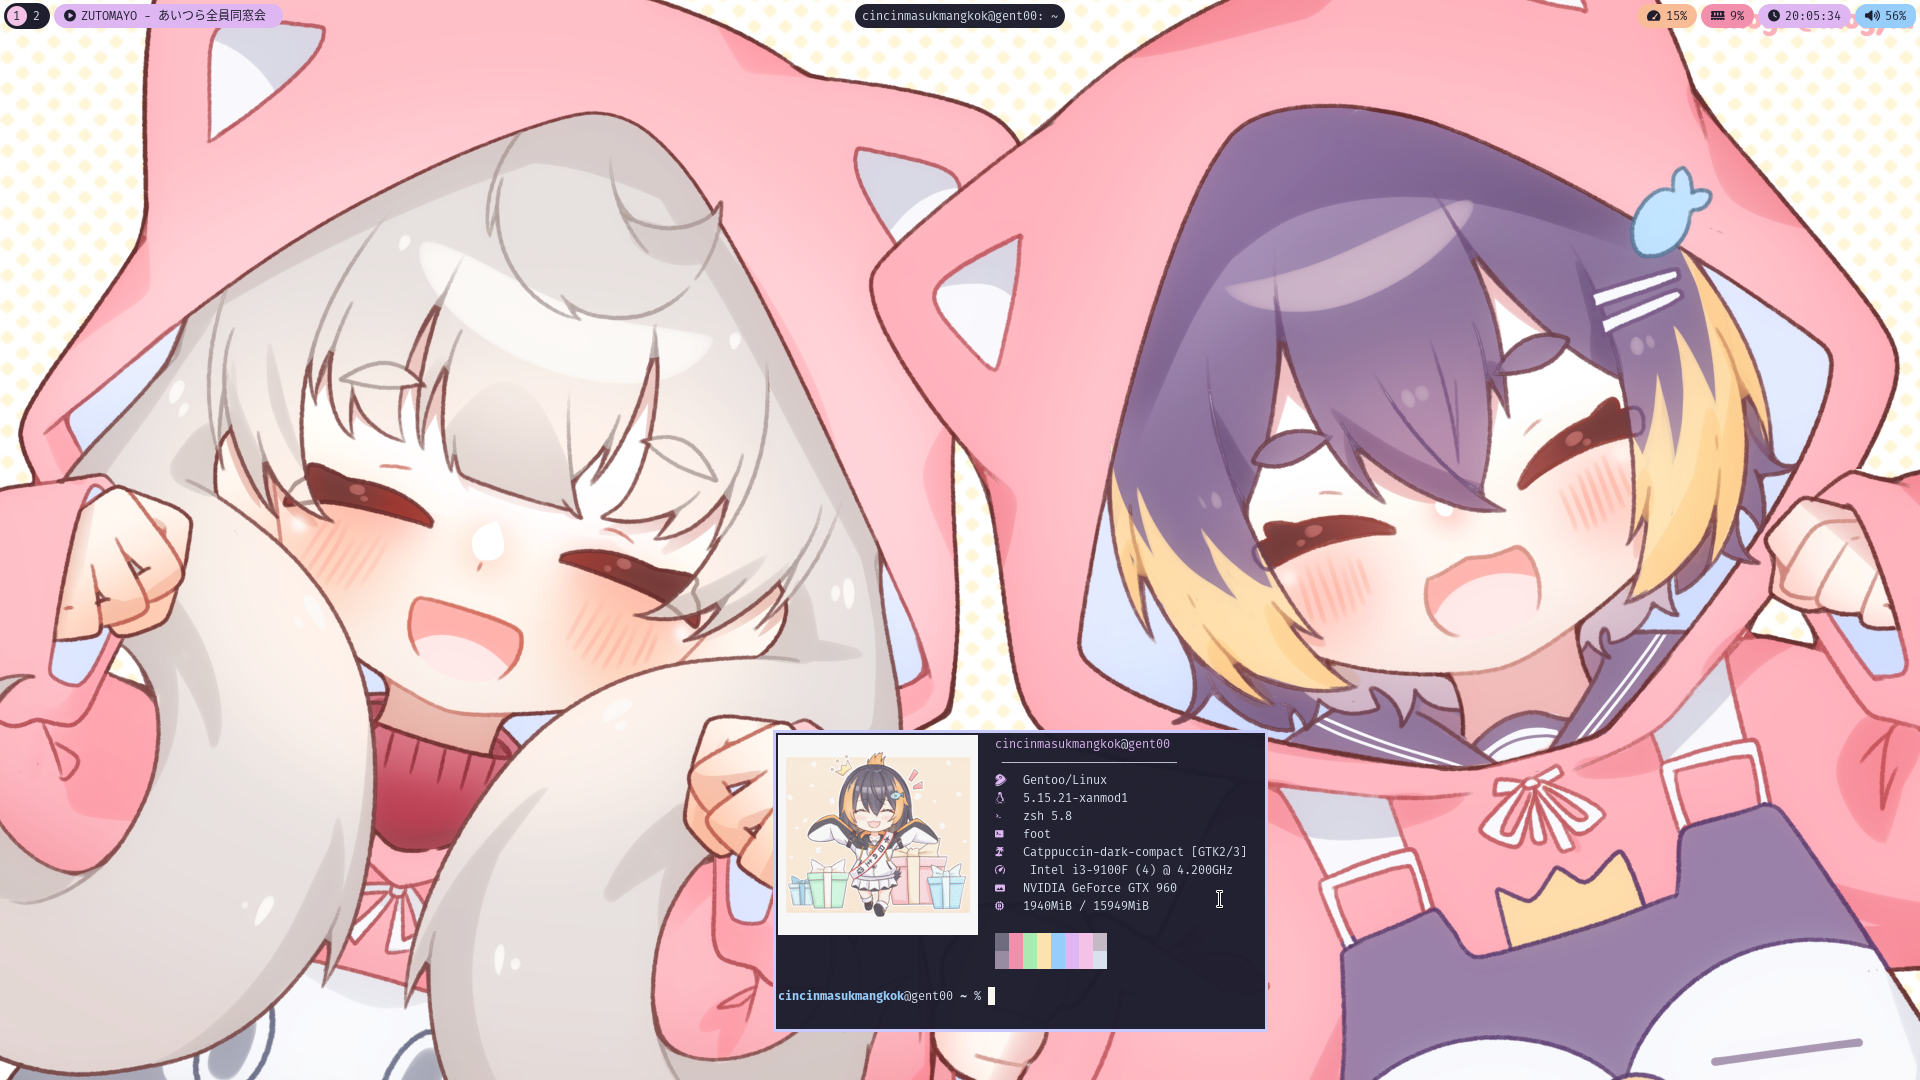 1 2 ZUTOMAYO - あいつら全員同窓会 cincinmasukmangkok@gent00: ~ 15% 9% 20:05:34 56%
cincinmasukmangkok@gent00
Gentoo/Linux
5.15.21-xanmod1
zsh 5.8
foot
Catppuccin-dark-compact [GTK2/3]
Intel i3-9100F (4) @ 4.200GHz
NVIDIA GeForce GTX 960
1940MiB / 15949MiB
cincinmasukmangkok@gent00 ~ %